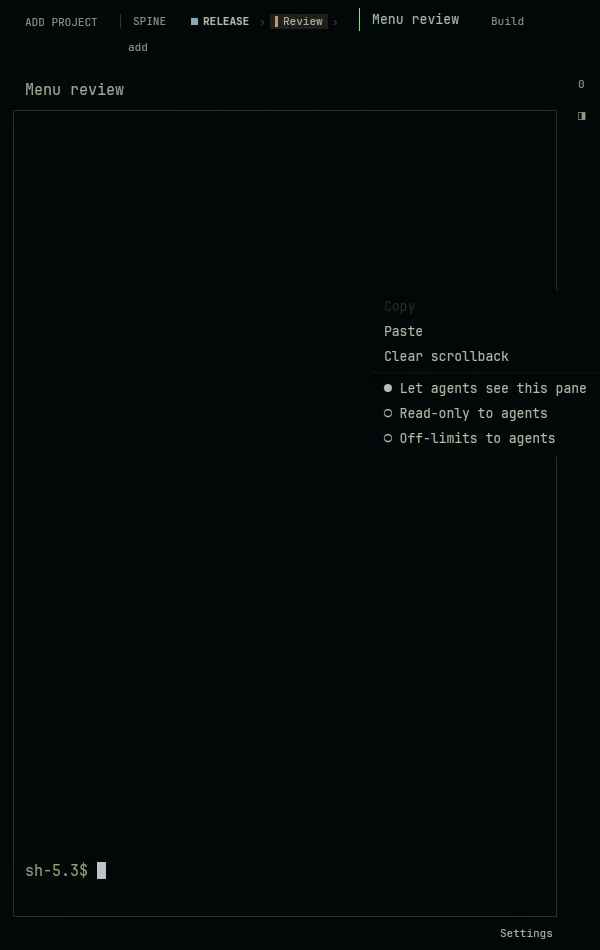 ADD PROJECT | SPINE ■ RELEASE › Review › Menu review Build
add
Menu review
0
Copy
Paste
Clear scrollback
● Let agents see this pane
○ Read-only to agents
○ Off-limits to agents
sh-5.3$
Settings